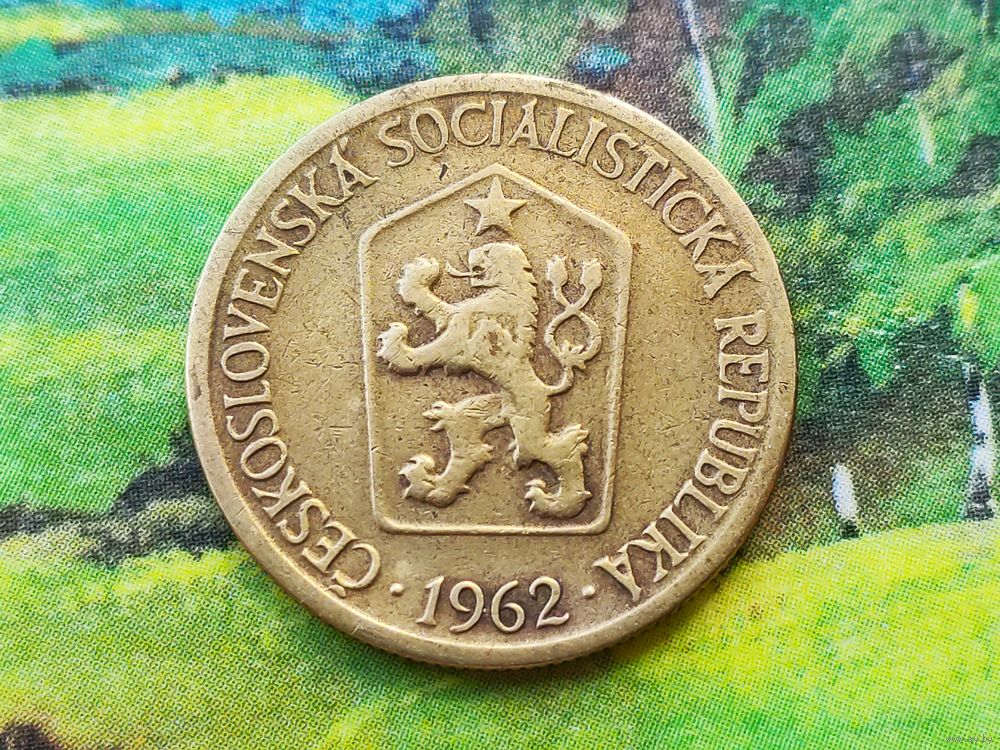 ČESKOSLOVENSKÁ SOCIALISTICKÁ REPUBLIKA
· 1962 ·